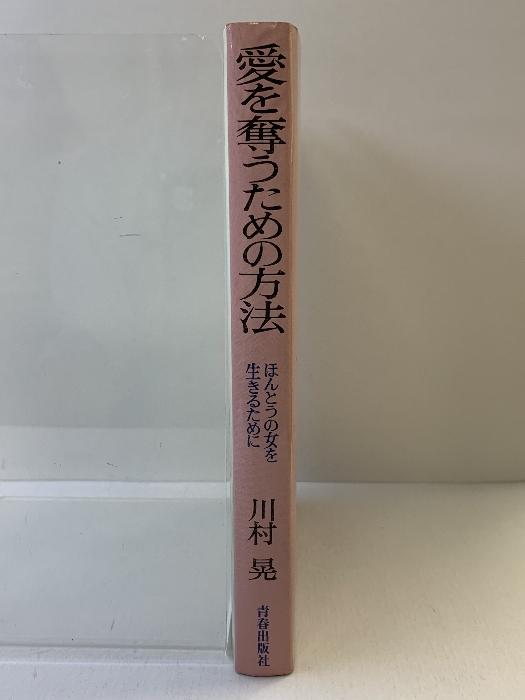 愛を奪うための方法
ほんとうの女を
生きるために
川村 晃
青春出版社